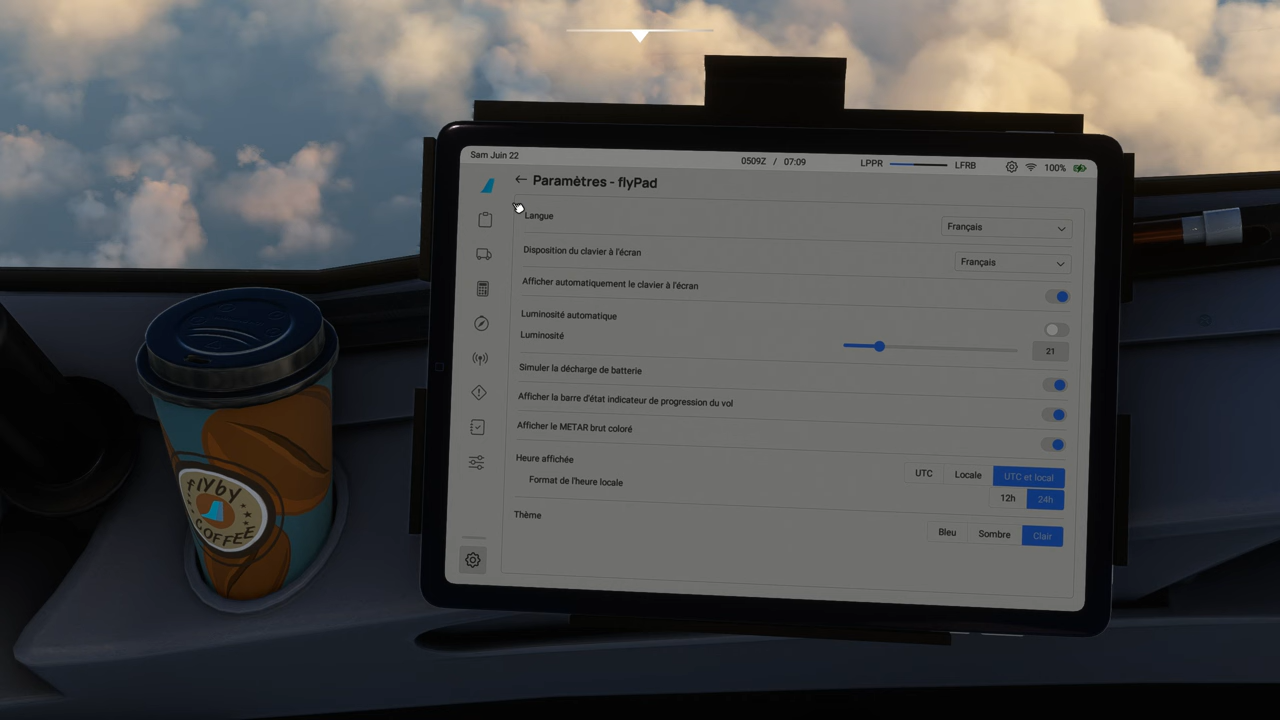 Sam Juin 22
0509Z / 07:09
LPPR LFRB
100%
Paramètres - flyPad
Langue
Français
Disposition du clavier à l'écran
Français
Afficher automatiquement le clavier à l'écran
Luminosité automatique
Luminosité
21
Simuler la décharge de batterie
Afficher la barre d'état indicateur de progression du vol
Afficher le METAR brut coloré
Heure affichée
UTC Locale UTC et local
Format de l'heure locale
12h 24h
Thème
Bleu Sombre Clair
flyby
COFFEE